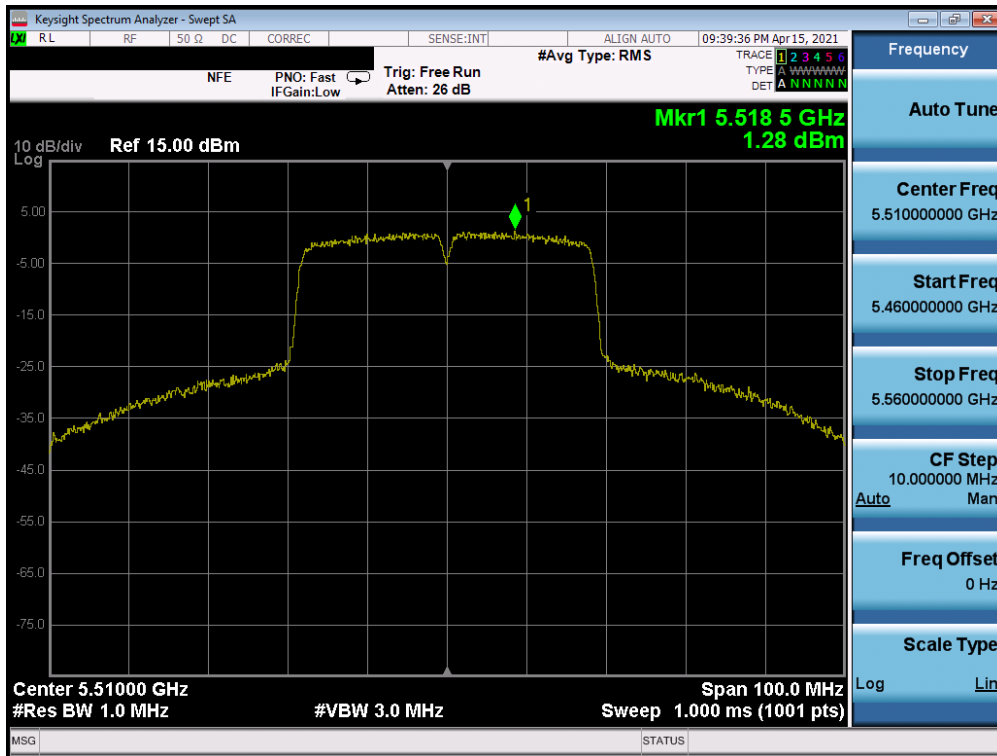 Keysight Spectrum Analyzer - Swept SA
LXI RL RF 50 Ω DC CORREC SENSE:INT ALIGN AUTO 09:39:36 PM Apr 15, 2021
NFE PNO: Fast Trig: Free Run #Avg Type: RMS TRACE 1 2 3 4 5 6
IFGain:Low Atten: 26 dB TYPE A WWWWW
DET A N N N N N
Mkr1 5.518 5 GHz
1.28 dBm
10 dB/div Ref 15.00 dBm
Log
5.00
-5.00
-15.0
-25.0
-35.0
-45.0
-55.0
-65.0
-75.0
1
Center 5.51000 GHz Span 100.0 MHz
#Res BW 1.0 MHz #VBW 3.0 MHz Sweep 1.000 ms (1001 pts)
MSG STATUS
Frequency
Auto Tune
Center Freq
5.510000000 GHz
Start Freq
5.460000000 GHz
Stop Freq
5.560000000 GHz
CF Step
10.000000 MHz
Auto Man
Freq Offset
0 Hz
Scale Type
Log Lin